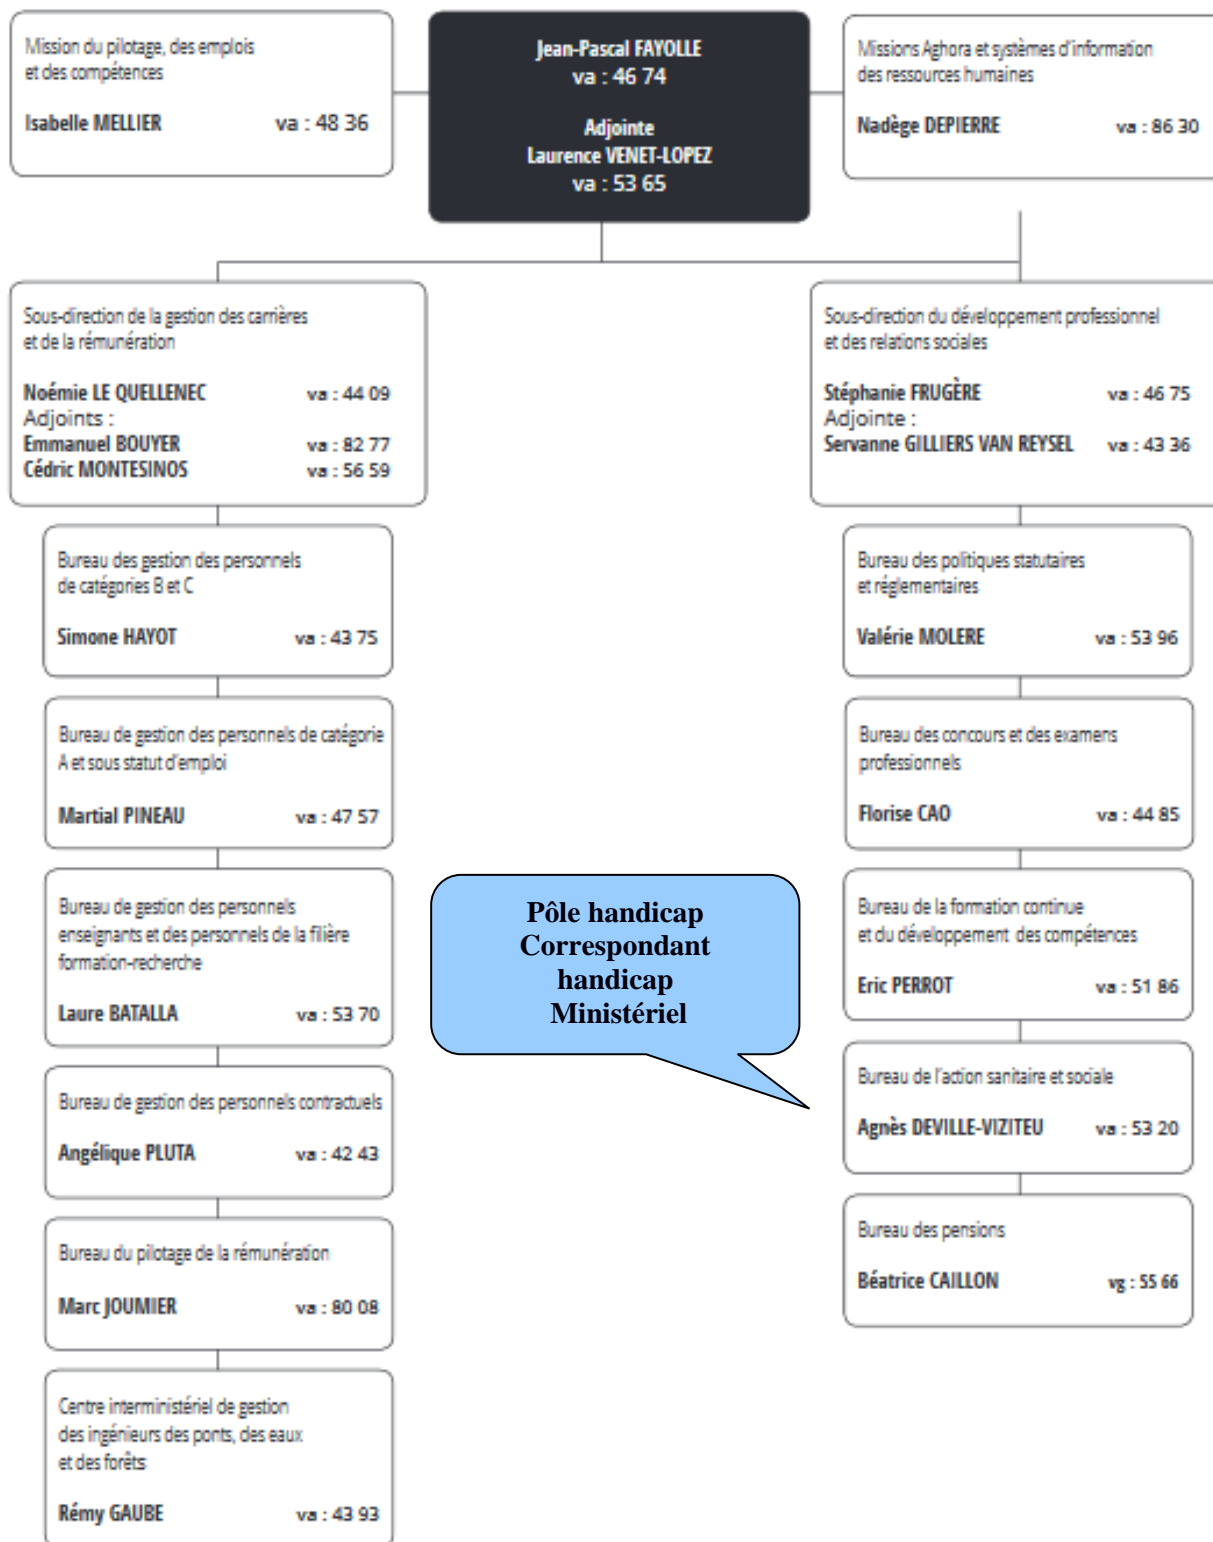 Mission du pilotage, des emplois
et des compétences
Isabelle MELLIER va : 48 36
Jean-Pascal FAYOLLE
va : 46 74
Adjointe
Laurence VENET-LOPEZ
va : 53 65
Missions Aghora et systèmes d'information
des ressources humaines
Nadège DEPIERRE va : 86 30
Sous-direction de la gestion des carrières
et de la rémunération
Noémie LE QUELLENEC va : 44 09
Adjoints :
Emmanuel BOUYER va : 82 77
Cédric MONTESINOS va : 56 59
Bureau des gestion des personnels
de catégories B et C
Simone HAYOT va : 43 75
Bureau de gestion des personnels de catégorie
A et sous statut d'emploi
Martial PINEAU va : 47 57
Bureau de gestion des personnels
enseignants et des personnels de la filière
formation-recherche
Laure BATALLA va : 53 70
Bureau de gestion des personnels contractuels
Angélique PLUTA va : 42 43
Bureau du pilotage de la rémunération
Marc JOUMIER va : 80 08
Centre interministériel de gestion
des ingénieurs des ponts, des eaux
et des forêts
Rémy GAUBE va : 43 93
Pôle handicap
Correspondant
handicap
Ministériel
Sous-direction du développement professionnel
et des relations sociales
Stéphanie FRUGÈRE va : 46 75
Adjointe :
Servanne GILLIERS VAN REYSEL va : 43 36
Bureau des politiques statutaires
et réglementaires
Valérie MOLERE va : 53 96
Bureau des concours et des examens
professionnels
Florise CAO va : 44 85
Bureau de la formation continue
et du développement des compétences
Eric PERROT va : 51 86
Bureau de l'action sanitaire et sociale
Agnès DEVILLE-VIZITEU va : 53 20
Bureau des pensions
Béatrice CAILLON vg : 55 66